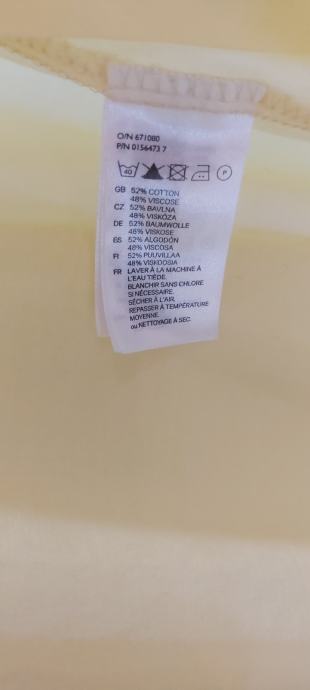 O/N 671080
P/N 0156473 7
40 P
GB 52% COTTON
48% VISCOSE
CZ 52% BAVLNA
48% VISKÓZA
DE 52% BAUMWOLLE
48% VISKOSE
ES 52% ALGODÓN
48% VISCOSA
FI 52% PUUVILLAA
48% VISKOOSIA
FR LAVER À LA MACHINE À
L'EAU TIÈDE.
BLANCHIR SANS CHLORE
SI NÉCESSAIRE.
SÉCHER À L'AIR.
REPASSER À TEMPÉRATURE
MOYENNE.
ou NETTOYAGE À SEC.